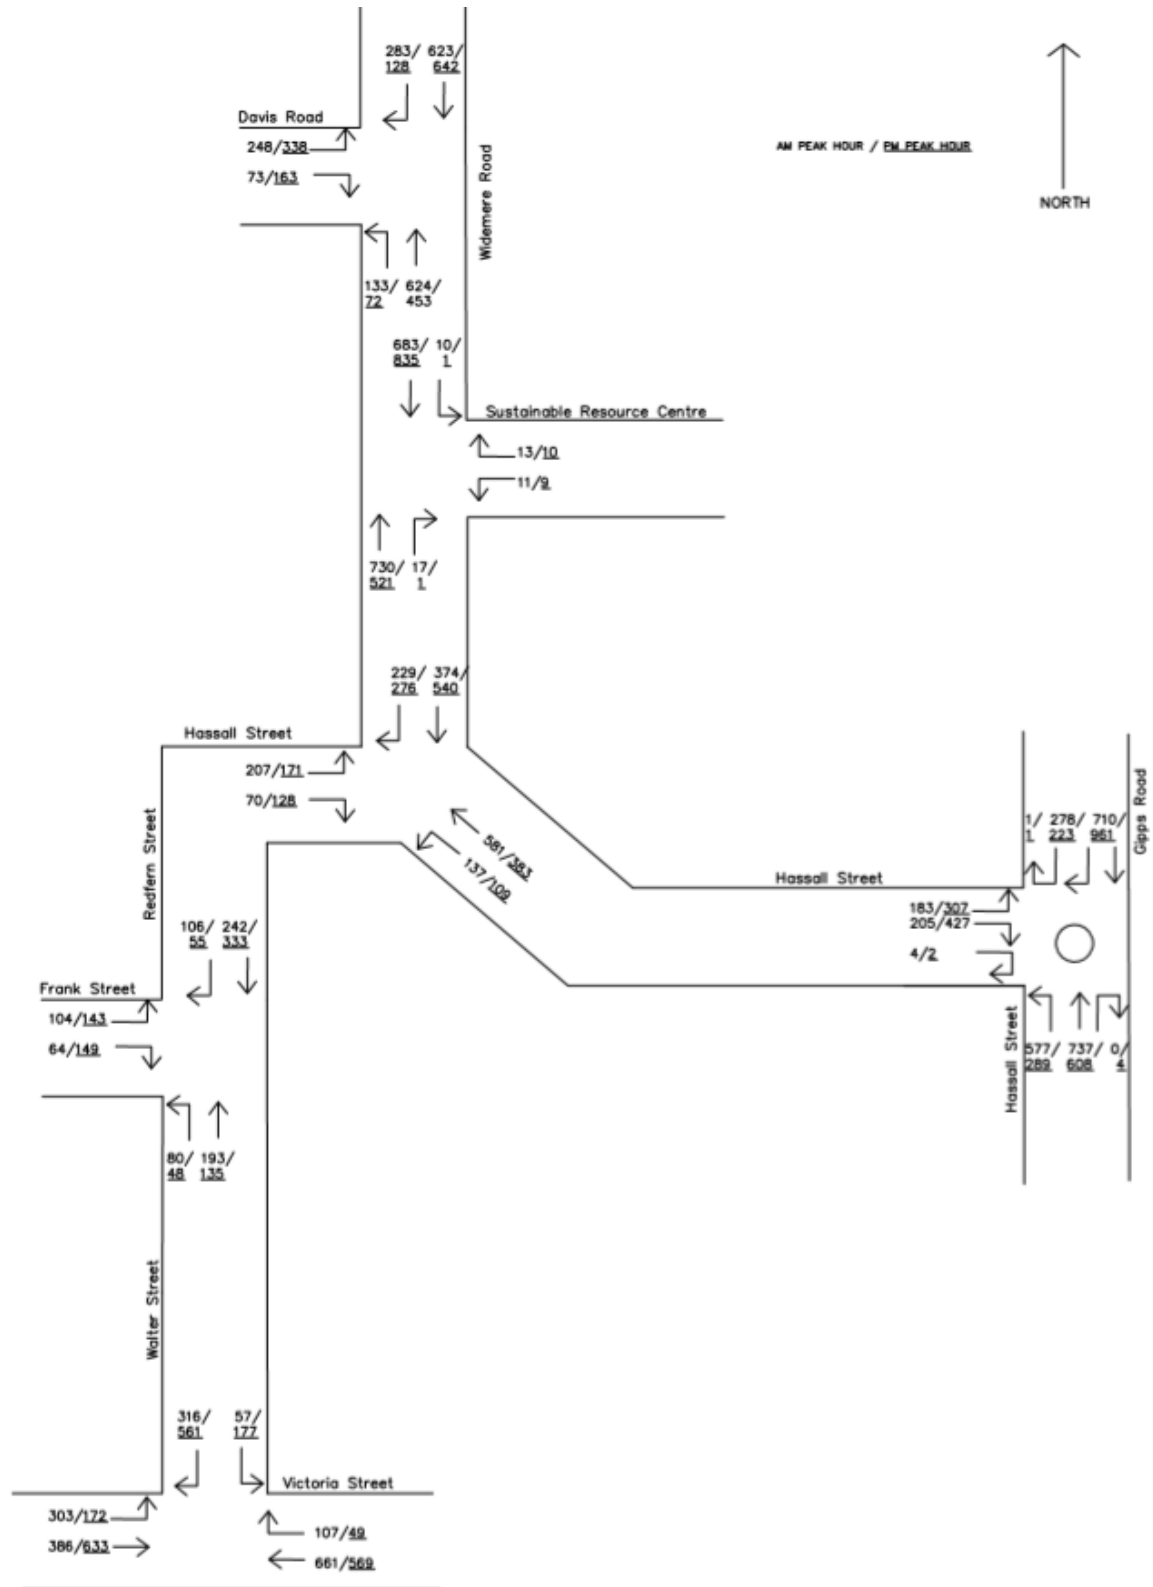 283/ 623/
128 642
Davis Road
248/338
73/163
Widemere Road
AM PEAK HOUR / PM PEAK HOUR
NORTH
133/ 624/
72 453
683/ 10/
835 1
Sustainable Resource Centre
13/10
11/9
730/ 17/
521 1
229/ 374/
276 540
Hassall Street
207/171
70/128
Redfern Street
581/383
137/109
Hassall Street
1/ 278/ 710/
1 223 961
Gipps Road
183/307
205/427
4/2
106/ 242/
55 333
Frank Street
104/143
64/149
Hassall Street
577/ 737/ 0/
289 608 4
80/ 193/
48 135
Walter Street
316/ 57/
561 177
Victoria Street
303/172
386/633
107/49
661/569